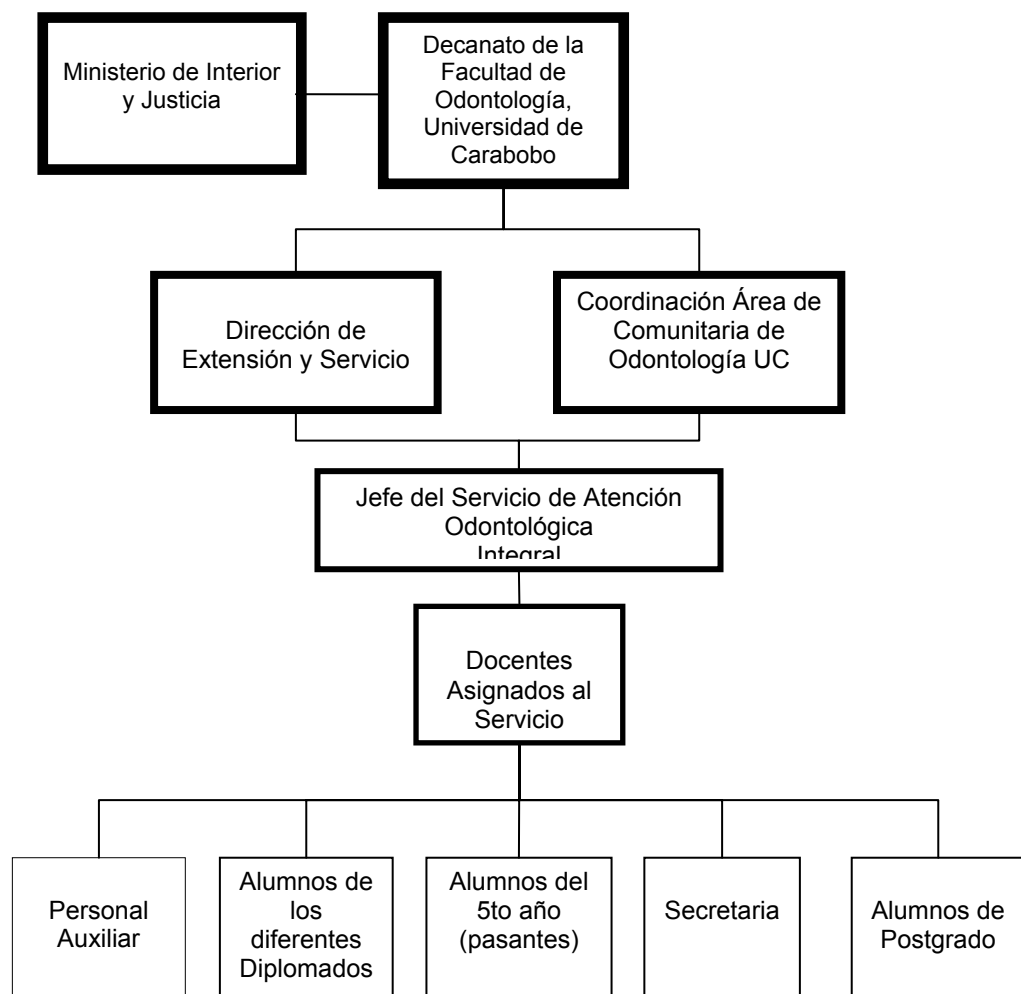 Ministerio de Interior
y Justicia
Decanato de la
Facultad de
Odontología,
Universidad de
Carabobo
Dirección de
Extensión y Servicio
Coordinación Área de
Comunitaria de
Odontología UC
Jefe del Servicio de Atención
Odontológica
Integral
Docentes
Asignados al
Servicio
Personal
Auxiliar
Alumnos de
los
diferentes
Diplomados
Alumnos del
5to año
(pasantes)
Secretaria
Alumnos de
Postgrado